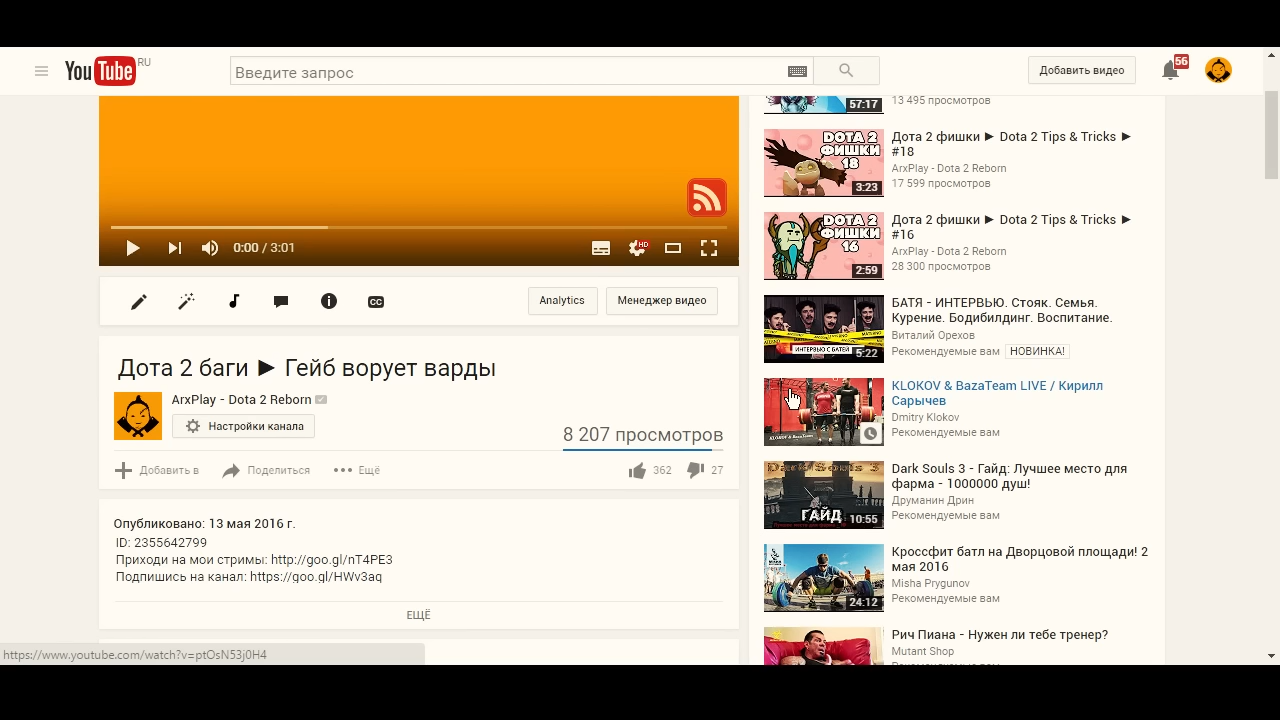 YouTube RU
Введите запрос
Добавить видео
56
57:17
13 495 просмотров
DOTA 2
ФИШКИ
18
3:23
Дота 2 фишки ► Dota 2 Tips & Tricks ►
#18
ArxPlay - Dota 2 Reborn
17 599 просмотров
DOTA 2
ФИШКИ
16
2:59
Дота 2 фишки ► Dota 2 Tips & Tricks ►
#16
ArxPlay - Dota 2 Reborn
28 300 просмотров
0:00 / 3:01
HD
CC
Analytics
Менеджер видео
ИНТЕРВЬЮ С БАТЕЙ
5:22
БАТЯ - ИНТЕРВЬЮ. Стояк. Семья.
Курение. Бодибилдинг. Воспитание.
Виталий Орехов
Рекомендуемые вам НОВИНКА!
Дота 2 баги ► Гейб ворует варды
ArxPlay - Dota 2 Reborn
Настройки канала
8 207 просмотров
Добавить в
Поделиться
Ещё
362
27
KLOKOV & BazaTeam LIVE / Кирилл
Сарычев
Dmitry Klokov
Рекомендуемые вам
ГАЙД
10:55
Dark Souls 3 - Гайд: Лучшее место для
фарма - 1000000 душ!
Друманин Дрин
Рекомендуемые вам
Опубликовано: 13 мая 2016 г.
ID: 2355642799
Приходи на мои стримы: http://goo.gl/nT4PE3
Подпишись на канал: https://goo.gl/HWv3aq
ЕЩЁ
24:12
Кроссфит батл на Дворцовой площади! 2
мая 2016
Misha Prygunov
Рекомендуемые вам
Рич Пиана - Нужен ли тебе тренер?
Mutant Shop
https://www.youtube.com/watch?v=ptOsN53j0H4